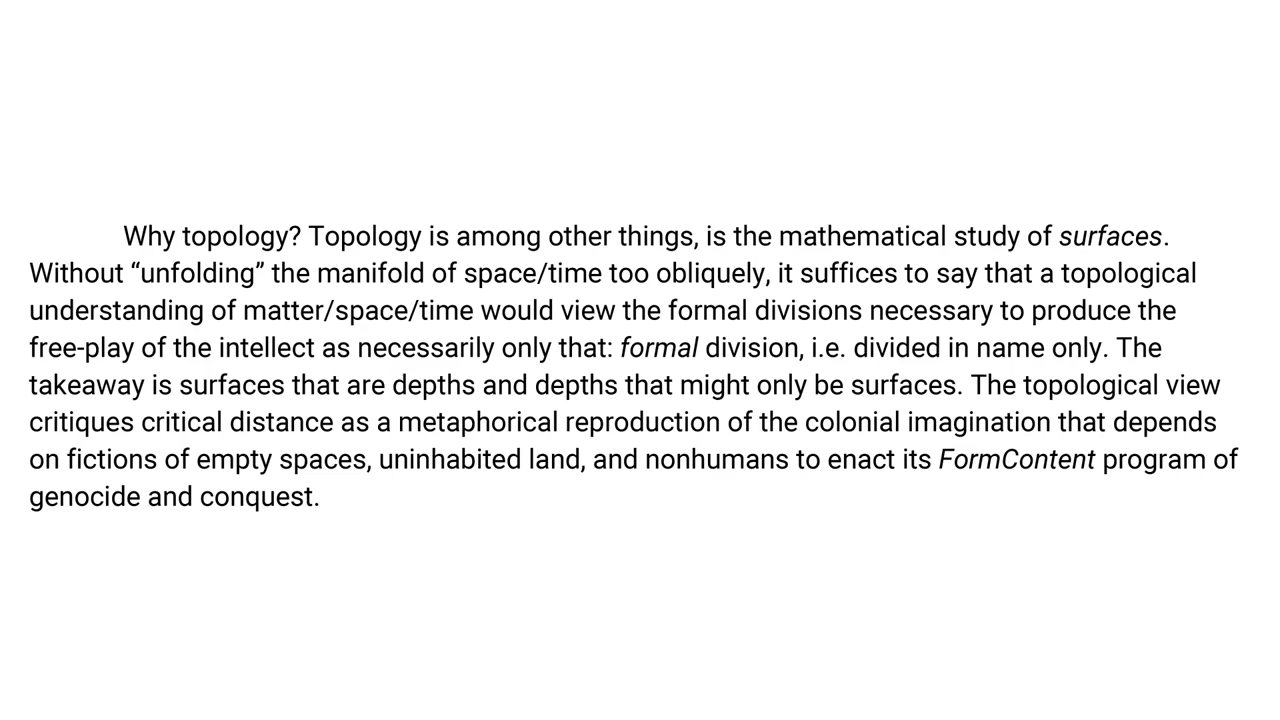 Why topology? Topology is among other things, is the mathematical study of surfaces.
Without “unfolding” the manifold of space/time too obliquely, it suffices to say that a topological
understanding of matter/space/time would view the formal divisions necessary to produce the
free-play of the intellect as necessarily only that: formal division, i.e. divided in name only. The
takeaway is surfaces that are depths and depths that might only be surfaces. The topological view
critiques critical distance as a metaphorical reproduction of the colonial imagination that depends
on fictions of empty spaces, uninhabited land, and nonhumans to enact its FormContent program of
genocide and conquest.